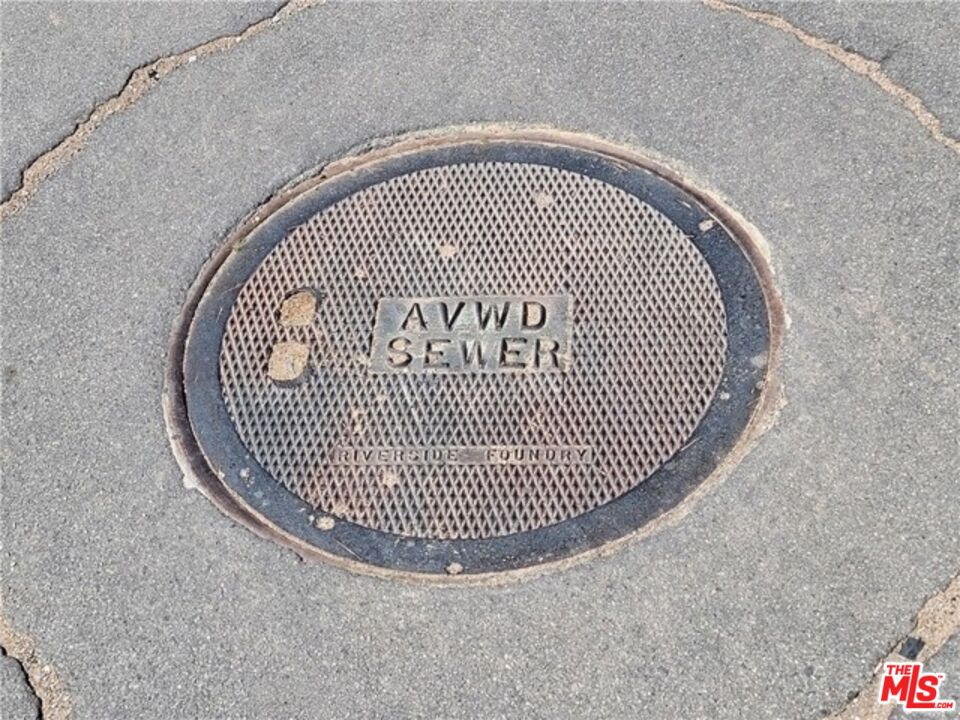 AVWD
SEWER
RIVERSIDE FOUNDRY
THE
MLS
.COM